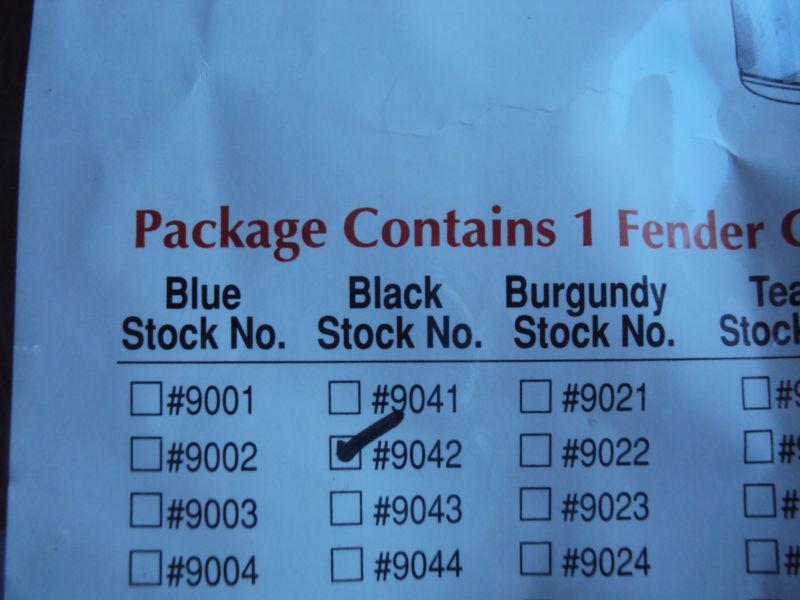 Package Contains 1 Fender
Blue Black Burgundy
Stock No. Stock No. Stock No. Stock
#9001 #9041 #9021
#9002 #9042 #9022
#9003 #9043 #9023
#9004 #9044 #9024